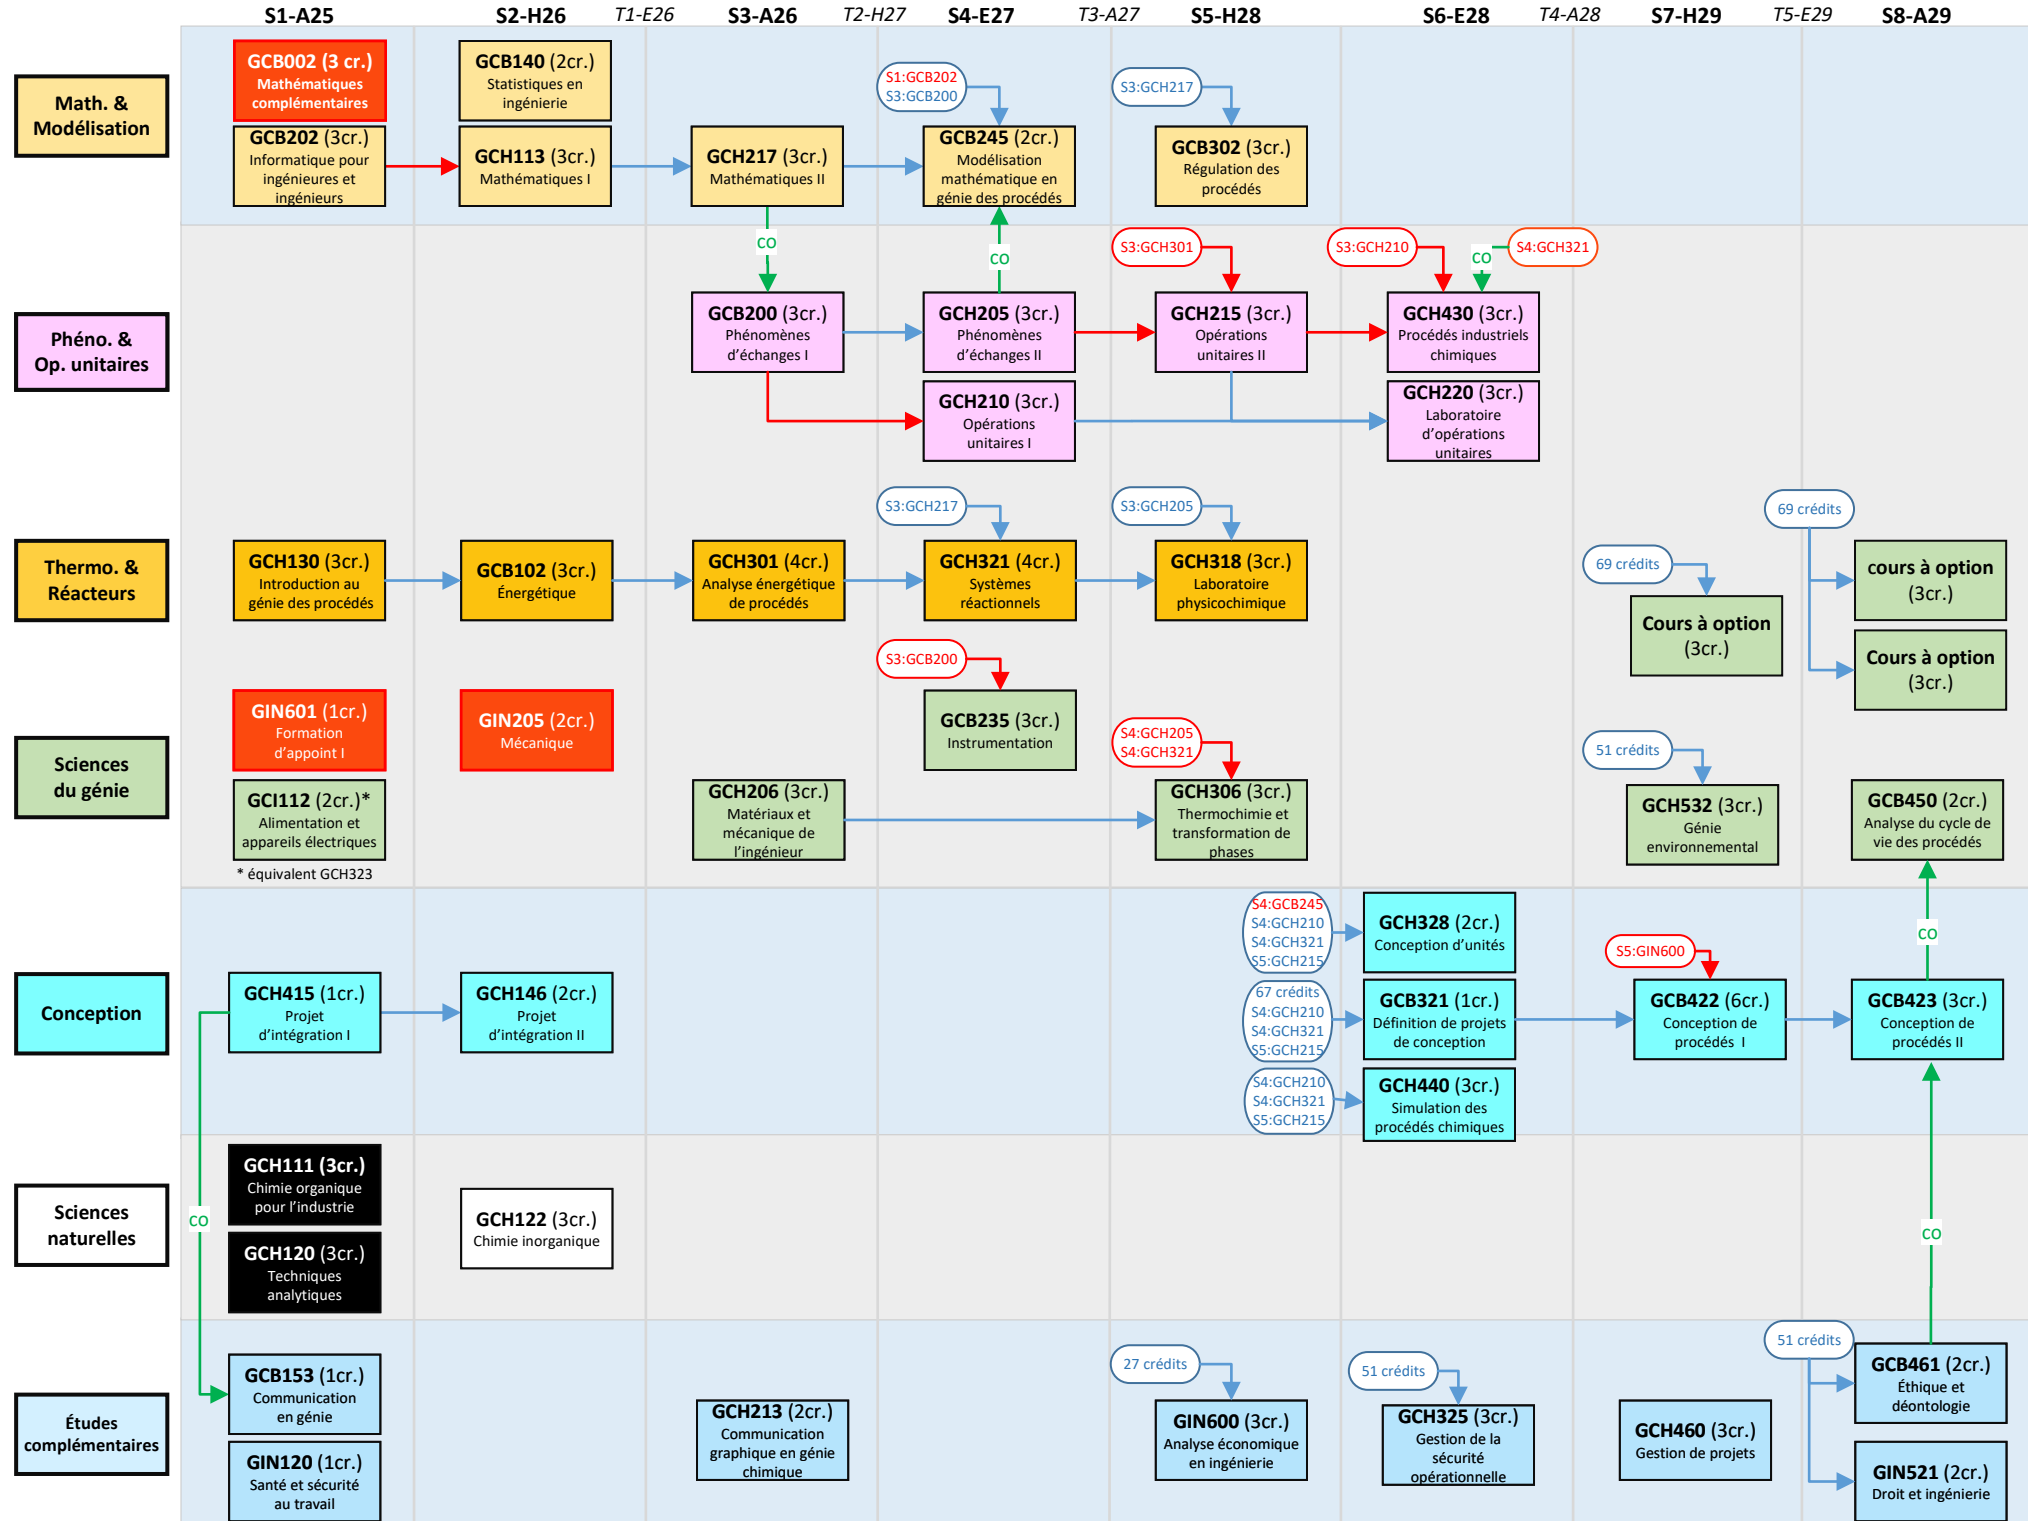 S1-A25
S2-H26
T1-E26
S3-A26
T2-H27
S4-E27
T3-A27
S5-H28
S6-E28
T4-A28
S7-H29
T5-E29
S8-A29
Math. &
Modélisation
GCB002 (3 cr.)
Mathématiques
complémentaires
GCB202 (3cr.)
Informatique pour
ingénieures et
ingénieurs
GCB140 (2cr.)
Statistiques en
ingénierie
GCH113 (3cr.)
Mathématiques I
GCH217 (3cr.)
Mathématiques II
S1:GCB202
S3:GCB200
GCB245 (2cr.)
Modélisation
mathématique en
génie des procédés
S3:GCH217
GCB302 (3cr.)
Régulation des
procédés
CO
CO
Phéno. &
Op. unitaires
GCB200 (3cr.)
Phénomènes
d'échanges I
GCH205 (3cr.)
Phénomènes
d'échanges II
GCH210 (3cr.)
Opérations
unitaires I
S3:GCH301
GCH215 (3cr.)
Opérations
unitaires II
S3:GCH210
CO
S4:GCH321
GCH430 (3cr.)
Procédés industriels
chimiques
GCH220 (3cr.)
Laboratoire
d'opérations
unitaires
Thermo. &
Réacteurs
GCH130 (3cr.)
Introduction au
génie des procédés
GCB102 (3cr.)
Énergétique
GCH301 (4cr.)
Analyse énergétique
de procédés
S3:GCH217
GCH321 (4cr.)
Systèmes
réactionnels
S3:GCH205
GCH318 (3cr.)
Laboratoire
physicochimique
69 crédits
Cours à option
(3cr.)
69 crédits
cours à option
(3cr.)
Cours à option
(3cr.)
Sciences
du génie
GIN601 (1cr.)
Formation
d'appoint I
GCI112 (2cr.)*
Alimentation et
appareils électriques
* équivalent GCH323
GIN205 (2cr.)
Mécanique
GCH206 (3cr.)
Matériaux et
mécanique de
l'ingénieur
S3:GCB200
GCB235 (3cr.)
Instrumentation
S4:GCH205
S4:GCH321
GCH306 (3cr.)
Thermochimie et
transformation de
phases
51 crédits
GCH532 (3cr.)
Génie
environnemental
GCB450 (2cr.)
Analyse du cycle de
vie des procédés
Conception
GCH415 (1cr.)
Projet
d'intégration I
GCH146 (2cr.)
Projet
d'intégration II
S4:GCB245
S4:GCH210
S4:GCH321
S5:GCH215
GCH328 (2cr.)
Conception d'unités
67 crédits
S4:GCH210
S4:GCH321
S5:GCH215
GCB321 (1cr.)
Définition de projets
de conception
S4:GCH210
S4:GCH321
S5:GCH215
GCH440 (3cr.)
Simulation des
procédés chimiques
S5:GIN600
GCB422 (6cr.)
Conception de
procédés I
CO
GCB423 (3cr.)
Conception de
procédés II
Sciences
naturelles
CO
GCH111 (3cr.)
Chimie organique
pour l'industrie
GCH120 (3cr.)
Techniques
analytiques
GCH122 (3cr.)
Chimie inorganique
CO
Études
complémentaires
GCB153 (1cr.)
Communication
en génie
GIN120 (1cr.)
Santé et sécurité
au travail
GCH213 (2cr.)
Communication
graphique en génie
chimique
27 crédits
GIN600 (3cr.)
Analyse économique
en ingénierie
51 crédits
GCH325 (3cr.)
Gestion de la
sécurité
opérationnelle
GCH460 (3cr.)
Gestion de projets
51 crédits
GCB461 (2cr.)
Éthique et
déontologie
GIN521 (2cr.)
Droit et ingénierie